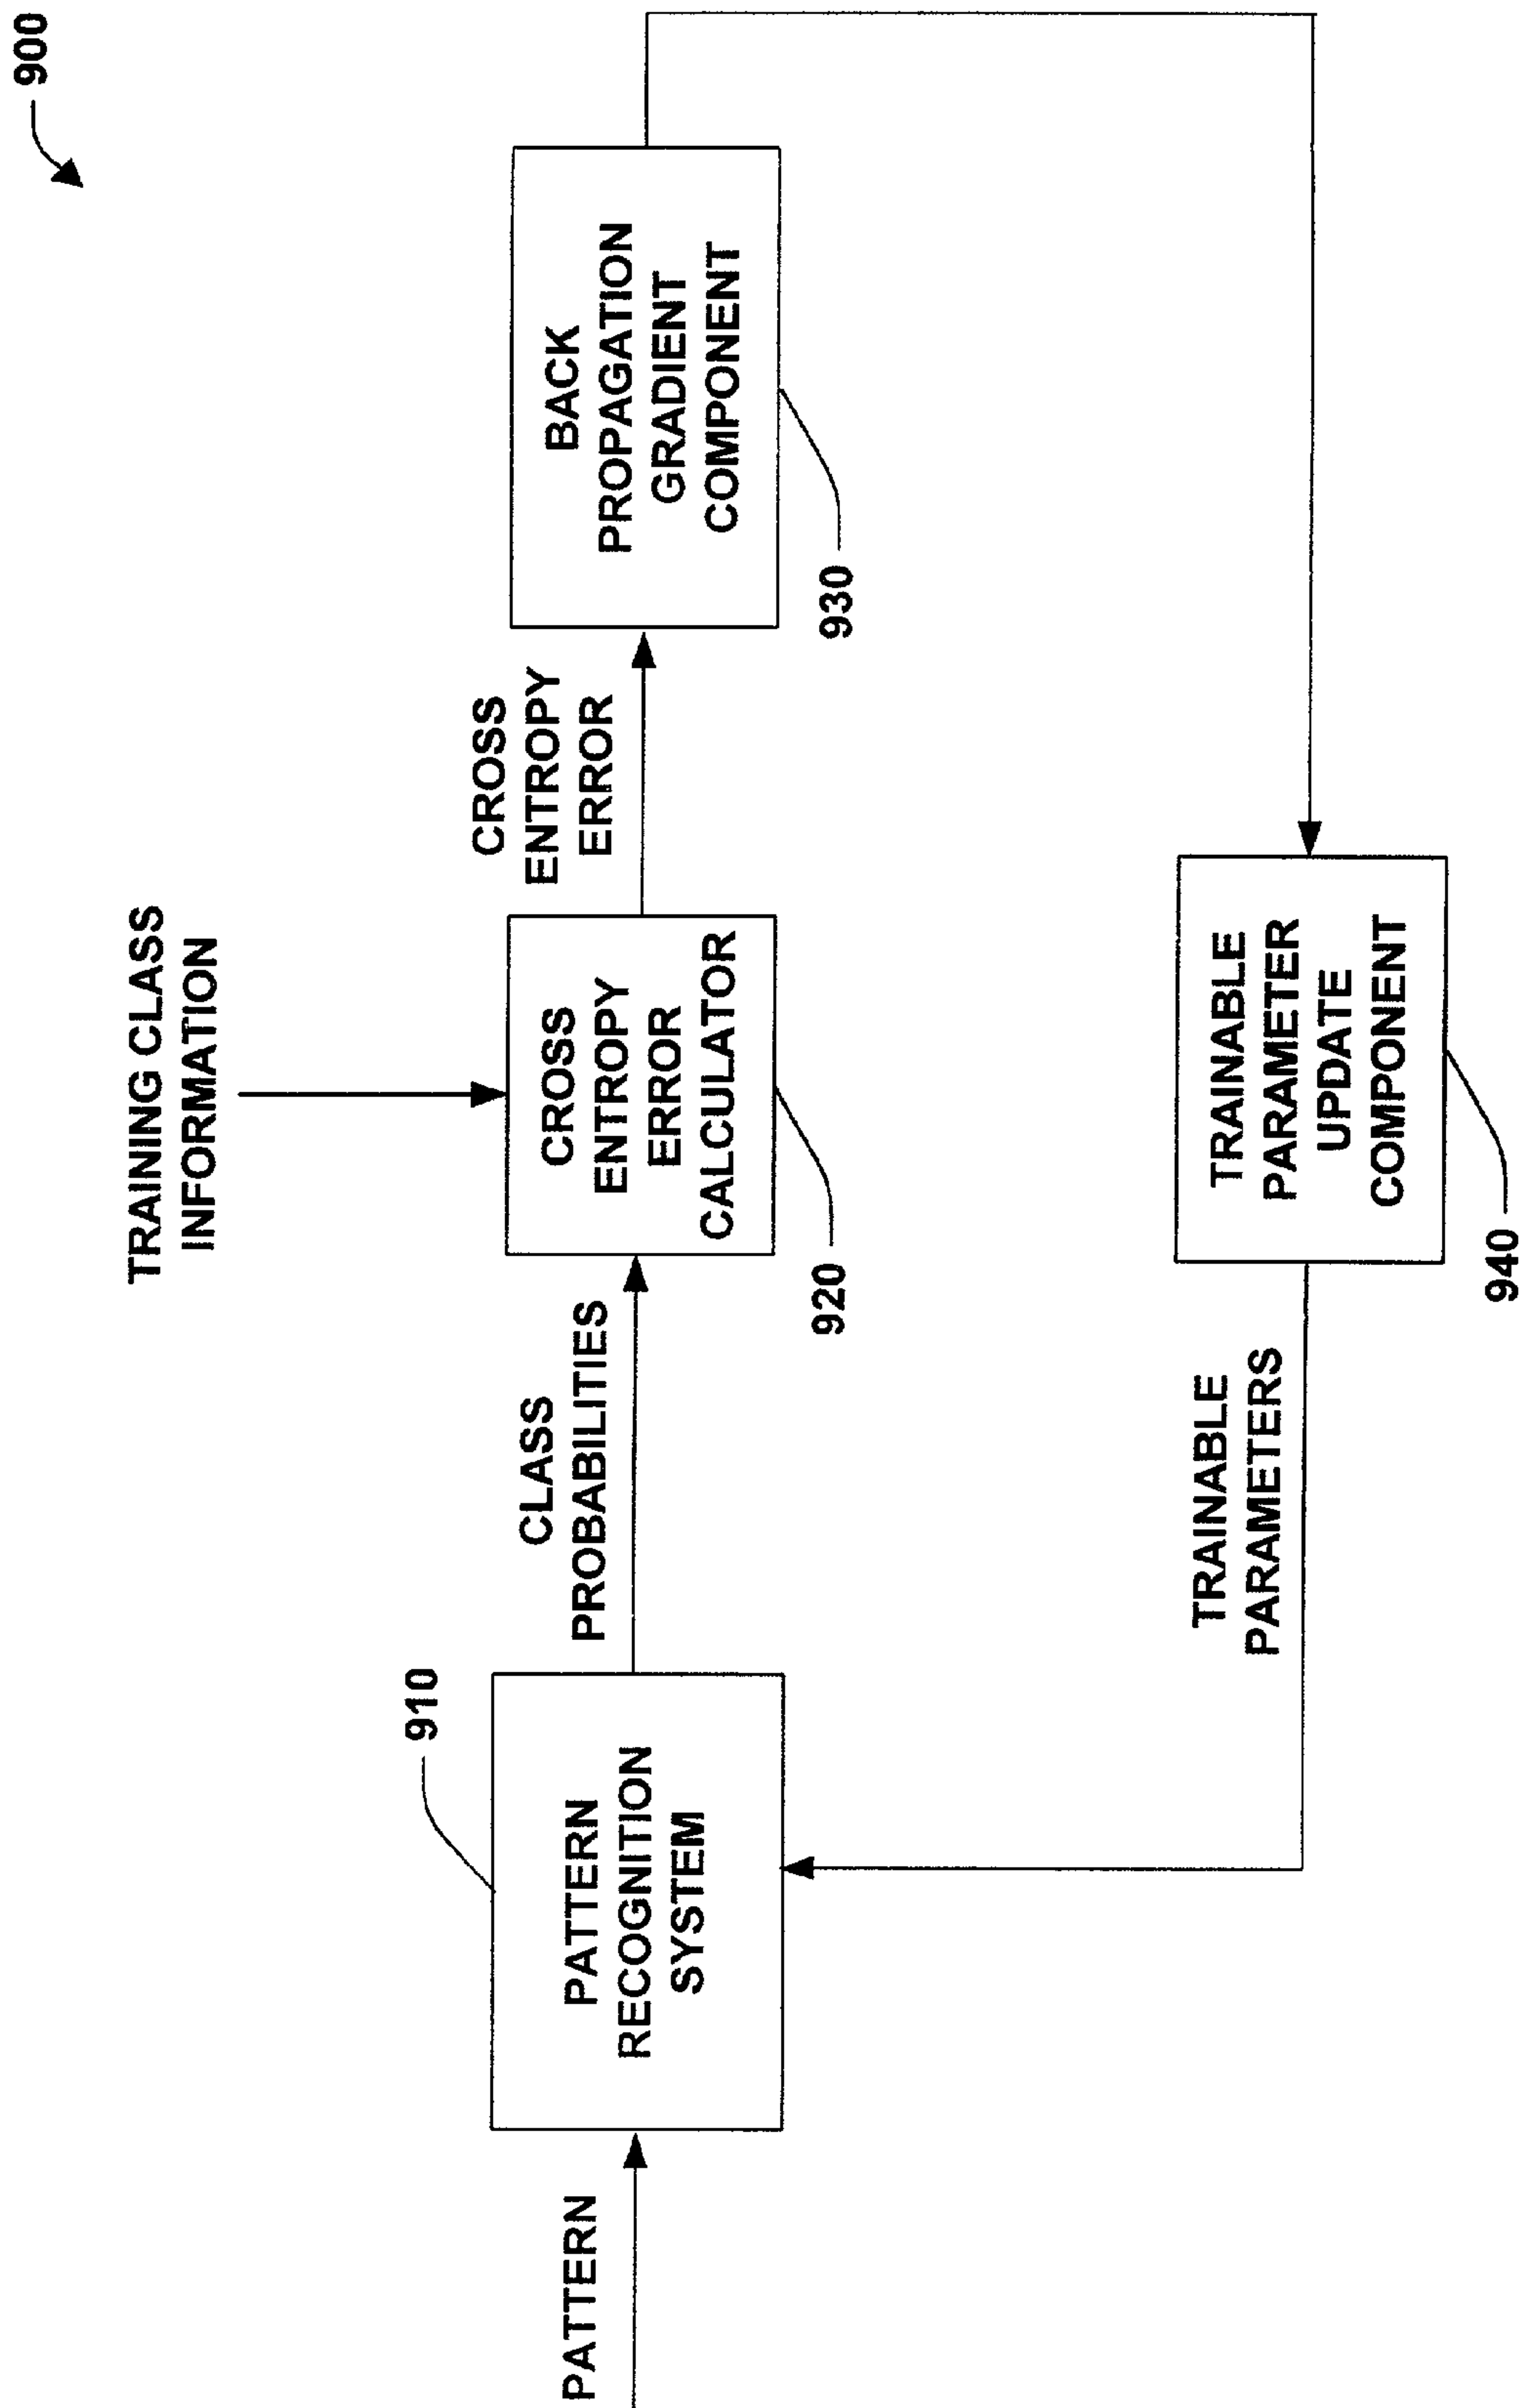 900
TRAINING CLASS
INFORMATION
PATTERN
910
PATTERN
RECOGNITION
SYSTEM
CLASS
PROBABILITIES
CROSS
ENTROPY
ERROR
CALCULATOR
920
CROSS
ENTROPY
ERROR
BACK
PROPAGATION
GRADIENT
COMPONENT
930
TRAINABLE
PARAMETERS
TRAINABLE
PARAMETER
UPDATE
COMPONENT
940